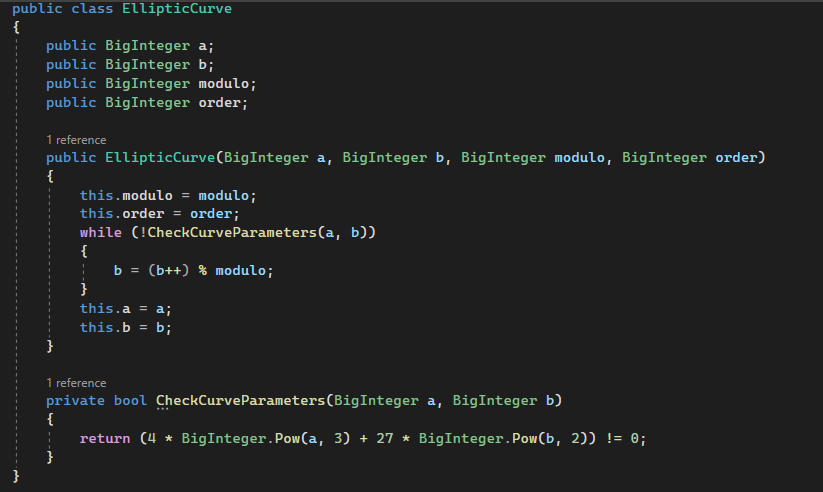 public class EllipticCurve
{
public BigInteger a;
public BigInteger b;
public BigInteger modulo;
public BigInteger order;
1 reference
public EllipticCurve(BigInteger a, BigInteger b, BigInteger modulo, BigInteger order)
{
this.modulo = modulo;
this.order = order;
while (!CheckCurveParameters(a, b))
{
b = (b++) % modulo;
}
this.a = a;
this.b = b;
}
1 reference
private bool CheckCurveParameters(BigInteger a, BigInteger b)
{
return (4 * BigInteger.Pow(a, 3) + 27 * BigInteger.Pow(b, 2)) != 0;
}
}